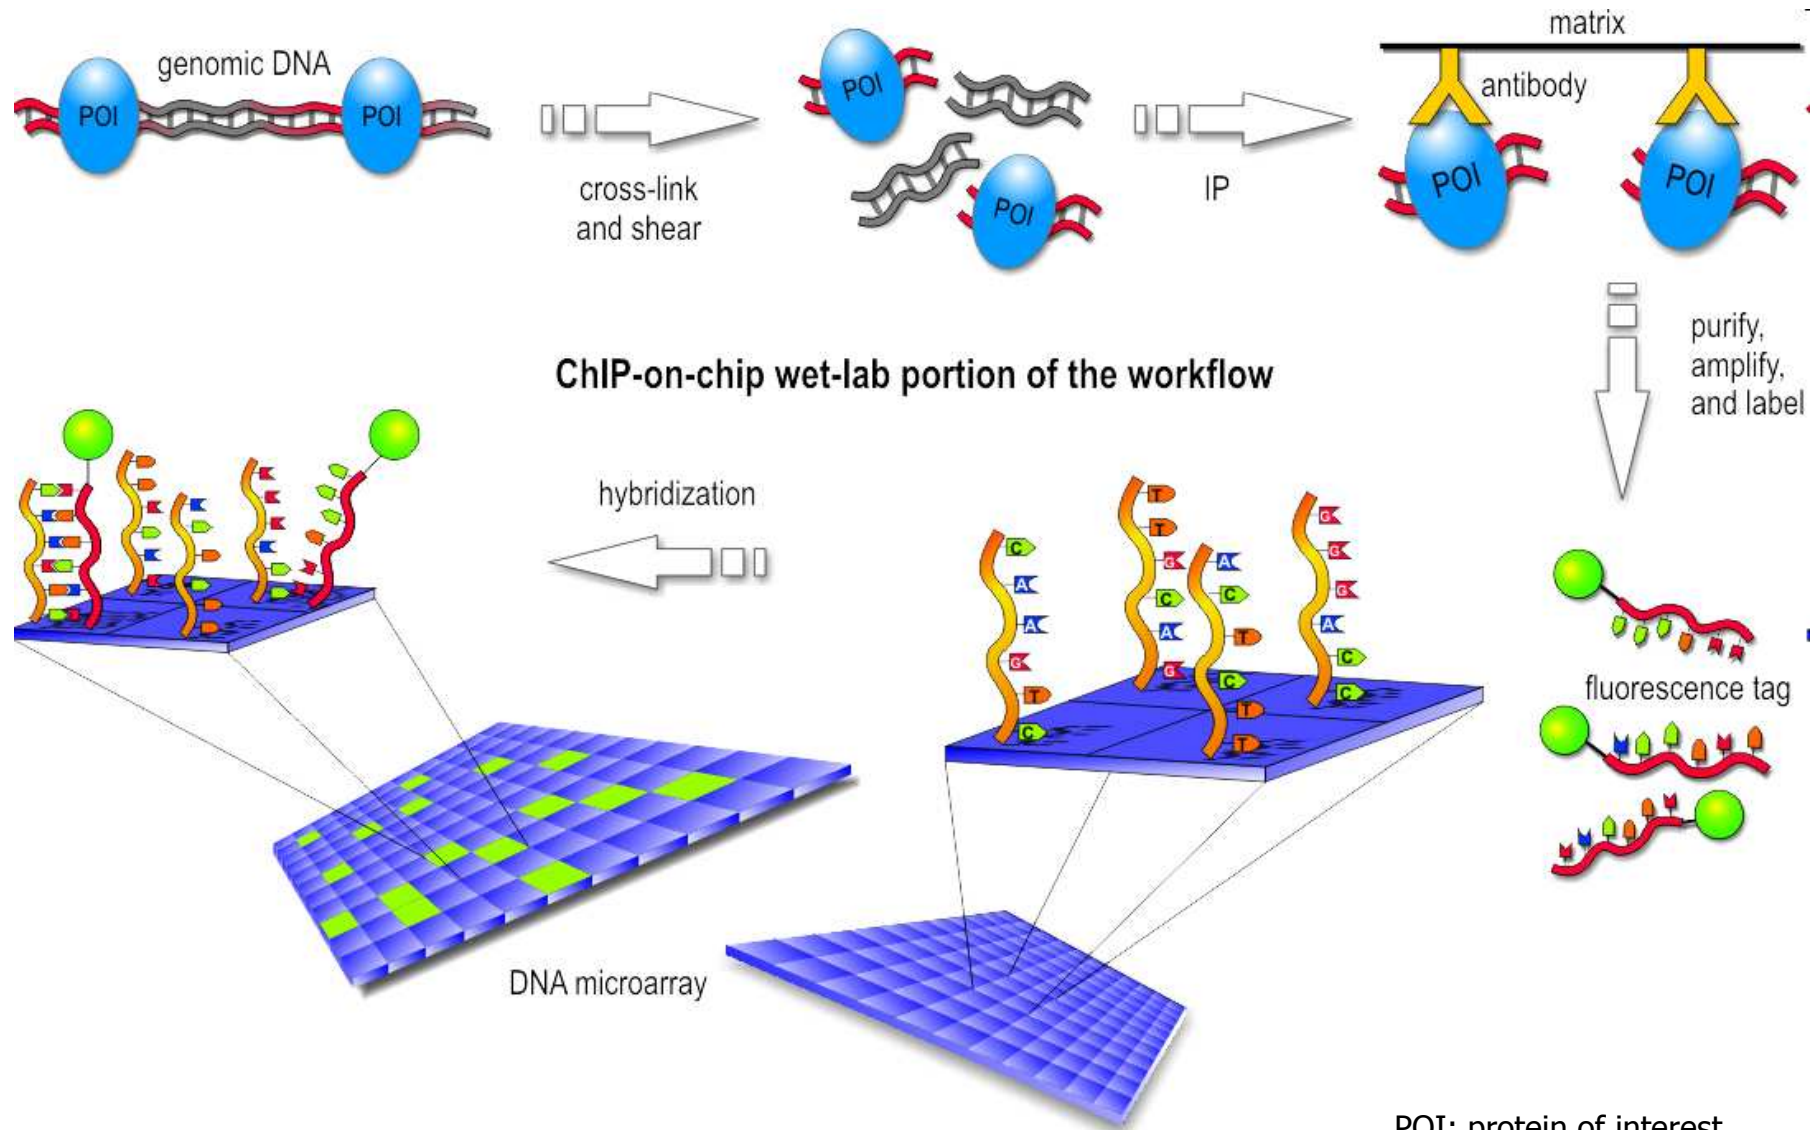 genomic DNA
POI
POI
cross-link
and shear
POI
POI
IP
matrix
antibody
POI
POI
purify,
amplify,
and label
ChIP-on-chip wet-lab portion of the workflow
hybridization
C
A
A
G
T
C
T
T
G
C
A
G
A
C
T
C
T
T
G
G
G
A
C
C
fluorescence tag
DNA microarray
POI: protein of interest